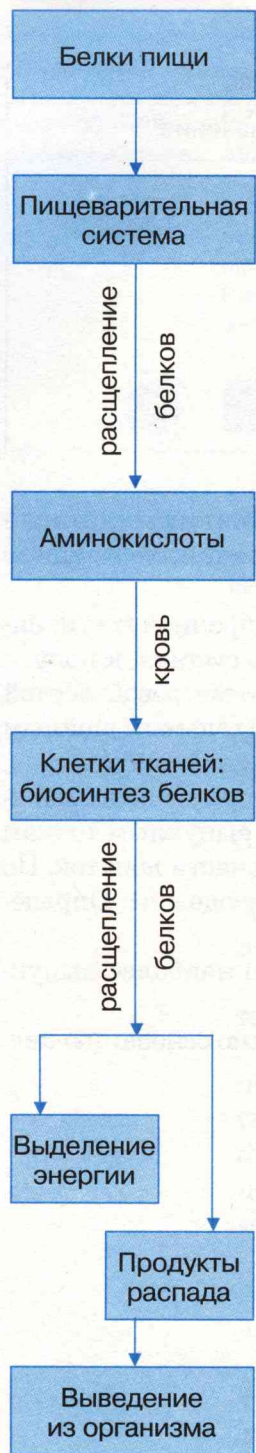 Белки пищи
Пищеварительная
система
расщепление
белков
Аминокислоты
кровь
Клетки тканей:
биосинтез белков
расщепление
белков
Выделение
энергии
Продукты
распада
Выведение
из организма